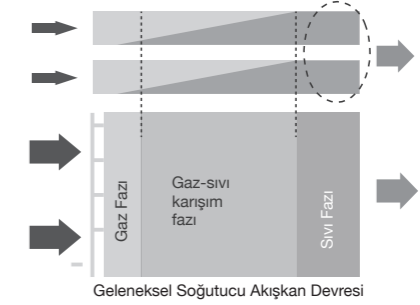 Gaz Fazı
Gaz-sıvı
karışım
fazı
Sıvı Fazı
Geleneksel Soğutucu Akışkan Devresi